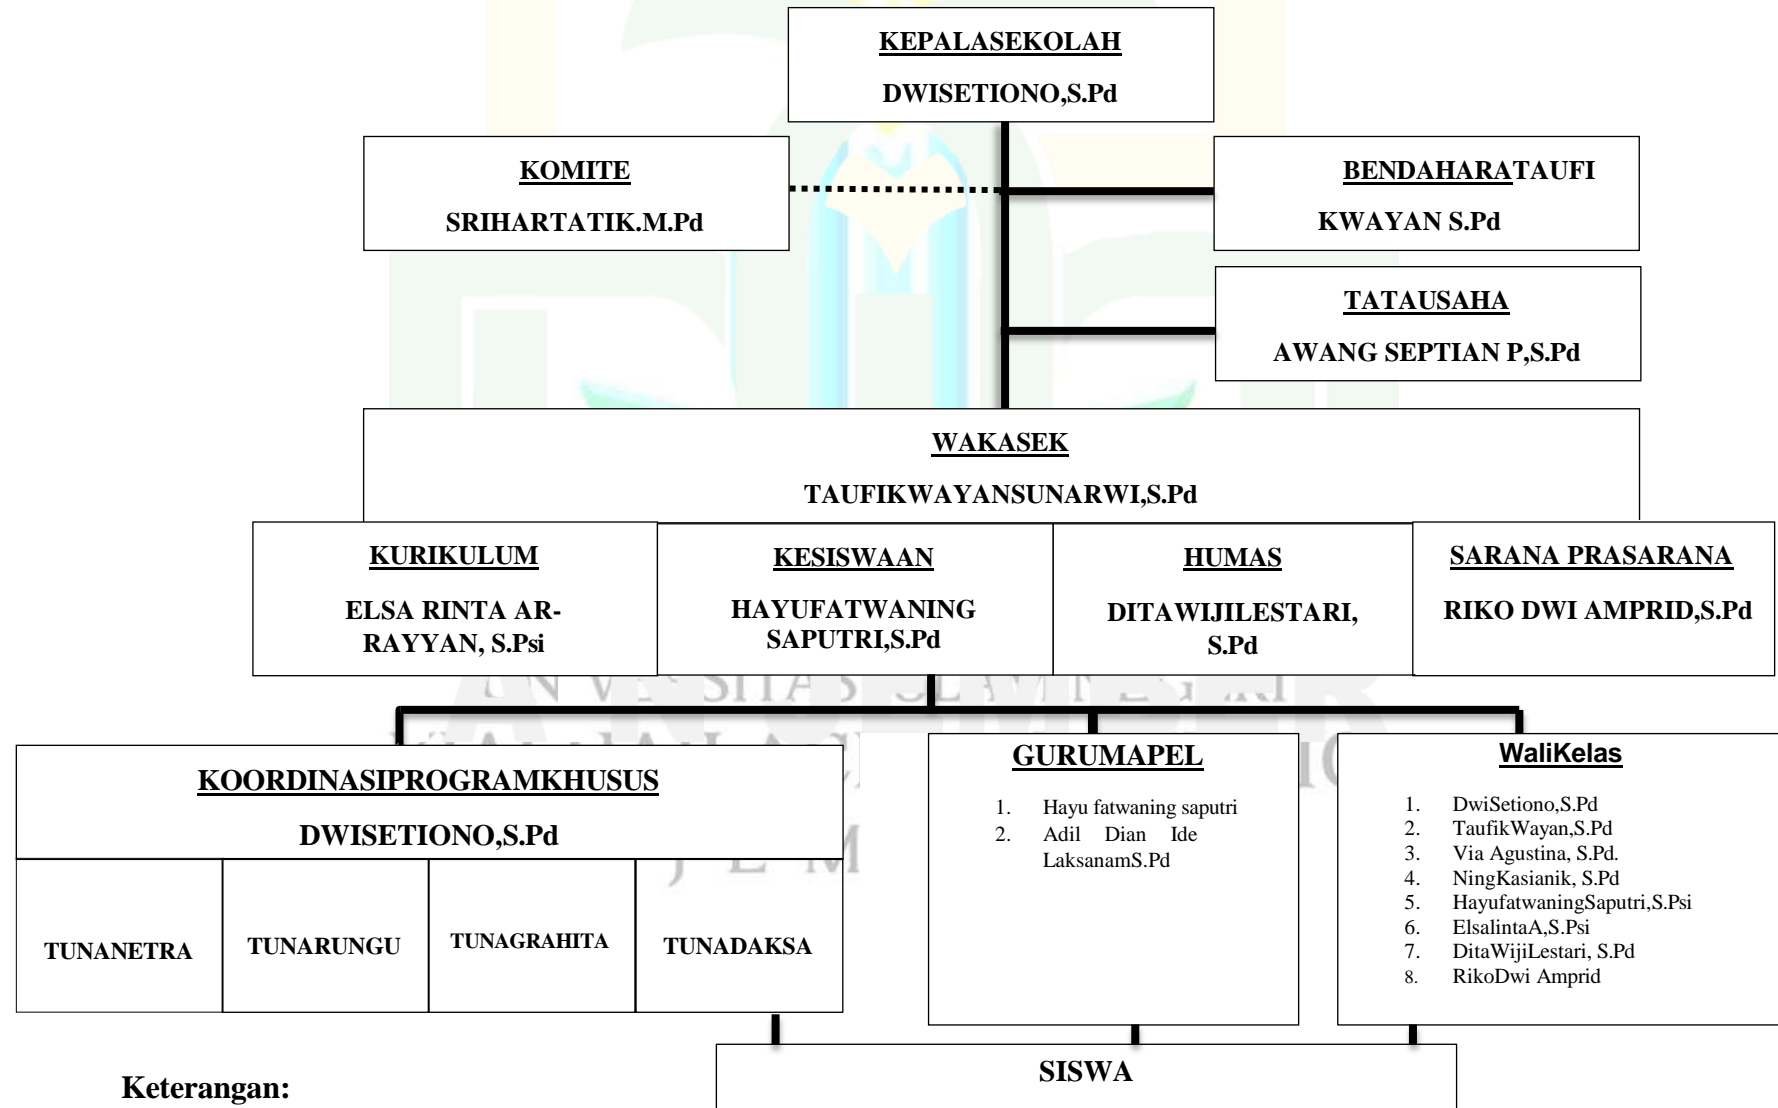 KEPALASEKOLAH
DWISETIONO,S.Pd
KOMITE
SRIHARTATIK.M.Pd
BENDAHARATAUFI
KWAYAN S.Pd
TATAUSAHA
AWANG SEPTIAN P,S.Pd
WAKASEK
TAUFIKWAYANSUNARWI,S.Pd
KURIKULUM
ELSA RINTA AR-
RAYYAN, S.Psi
KESISWAAN
HAYUFATWANING
SAPUTRI,S.Pd
HUMAS
DITAWIJILESTARI,
S.Pd
SARANA PRASARANA
RIKO DWI AMPRID,S.Pd
KOORDINASIPROGRAMKHUSUS
DWISETIONO,S.Pd
TUNANETRA
TUNARUNGU
TUNAGRAHITA
TUNADAKSA
GURUMAPEL
1. Hayu fatwaning saputri
2. Adil Dian Ide
LaksanamS.Pd
WaliKelas
1. DwiSetiono,S.Pd
2. TaufikWayan,S.Pd
3. Via Agustina, S.Pd.
4. NingKasianik, S.Pd
5. HayufatwaningSaputri,S.Psi
6. ElsalintaA,S.Psi
7. DitaWijiLestari, S.Pd
8. RikoDwi Amprid
SISWA
Keterangan: